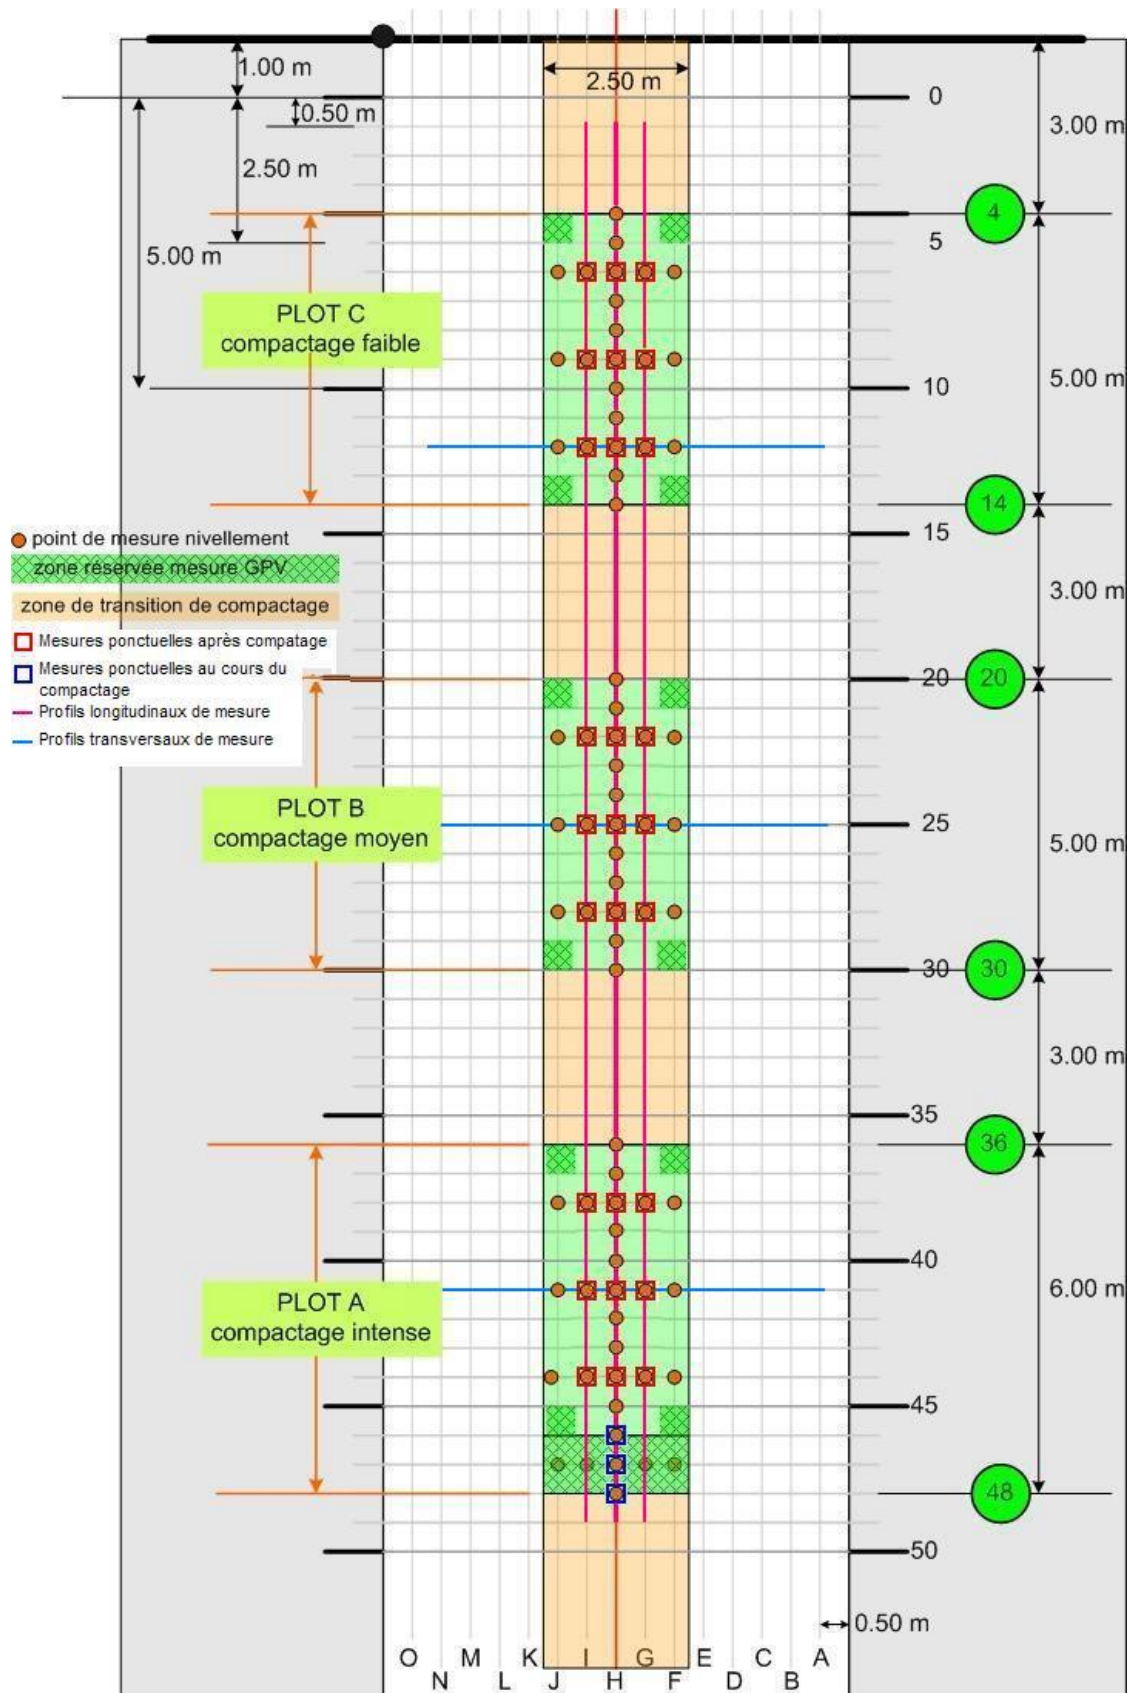 1.00 m
2.50 m
0
0.50 m
3.00 m
2.50 m
4
5
5.00 m
PLOT C
compactage faible
5.00 m
10
14
point de mesure nivellement
15
zone réservée mesure GPV
3.00 m
zone de transition de compactage
Mesures ponctuelles après compatage
Mesures ponctuelles au cours du
compactage
20
20
Profils longitudinaux de mesure
Profils transversaux de mesure
PLOT B
compactage moyen
25
5.00 m
30
30
3.00 m
35
36
40
PLOT A
compactage intense
6.00 m
45
48
50
0.50 m
O M K I G E C A
N L J H F D B